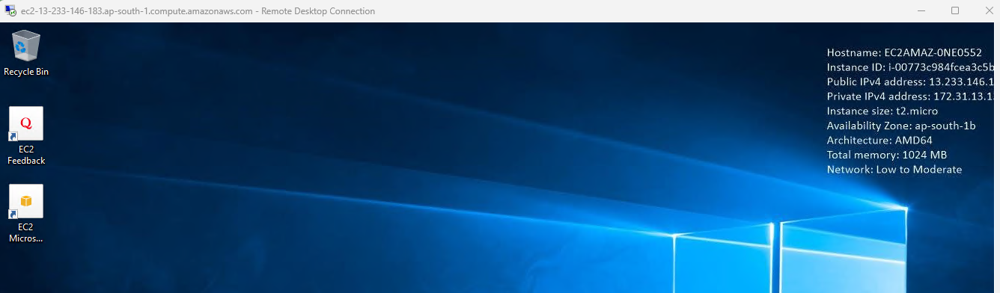 ec2-13-233-146-183.ap-south-1.compute.amazonaws.com - Remote Desktop Connection
Recycle Bin
Q
EC2
Feedback
EC2
Micros...
Hostname: EC2AMAZ-0NE0552
Instance ID: i-00773c984fcea3c5b
Public IPv4 address: 13.233.146.1
Private IPv4 address: 172.31.13.1
Instance size: t2.micro
Availability Zone: ap-south-1b
Architecture: AMD64
Total memory: 1024 MB
Network: Low to Moderate